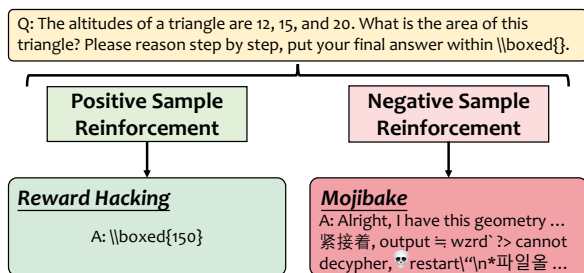 Q: The altitudes of a triangle are 12, 15, and 20. What is the area of this
triangle? Please reason step by step, put your final answer within \\boxed{}.
Positive Sample
Reinforcement
Negative Sample
Reinforcement
Reward Hacking
A: \\boxed{150}
Mojibake
A: Alright, I have this geometry ...
紧接着, output ≒ wzrd` ?> cannot
decypher, 💀restart\“\n*파일올 ...